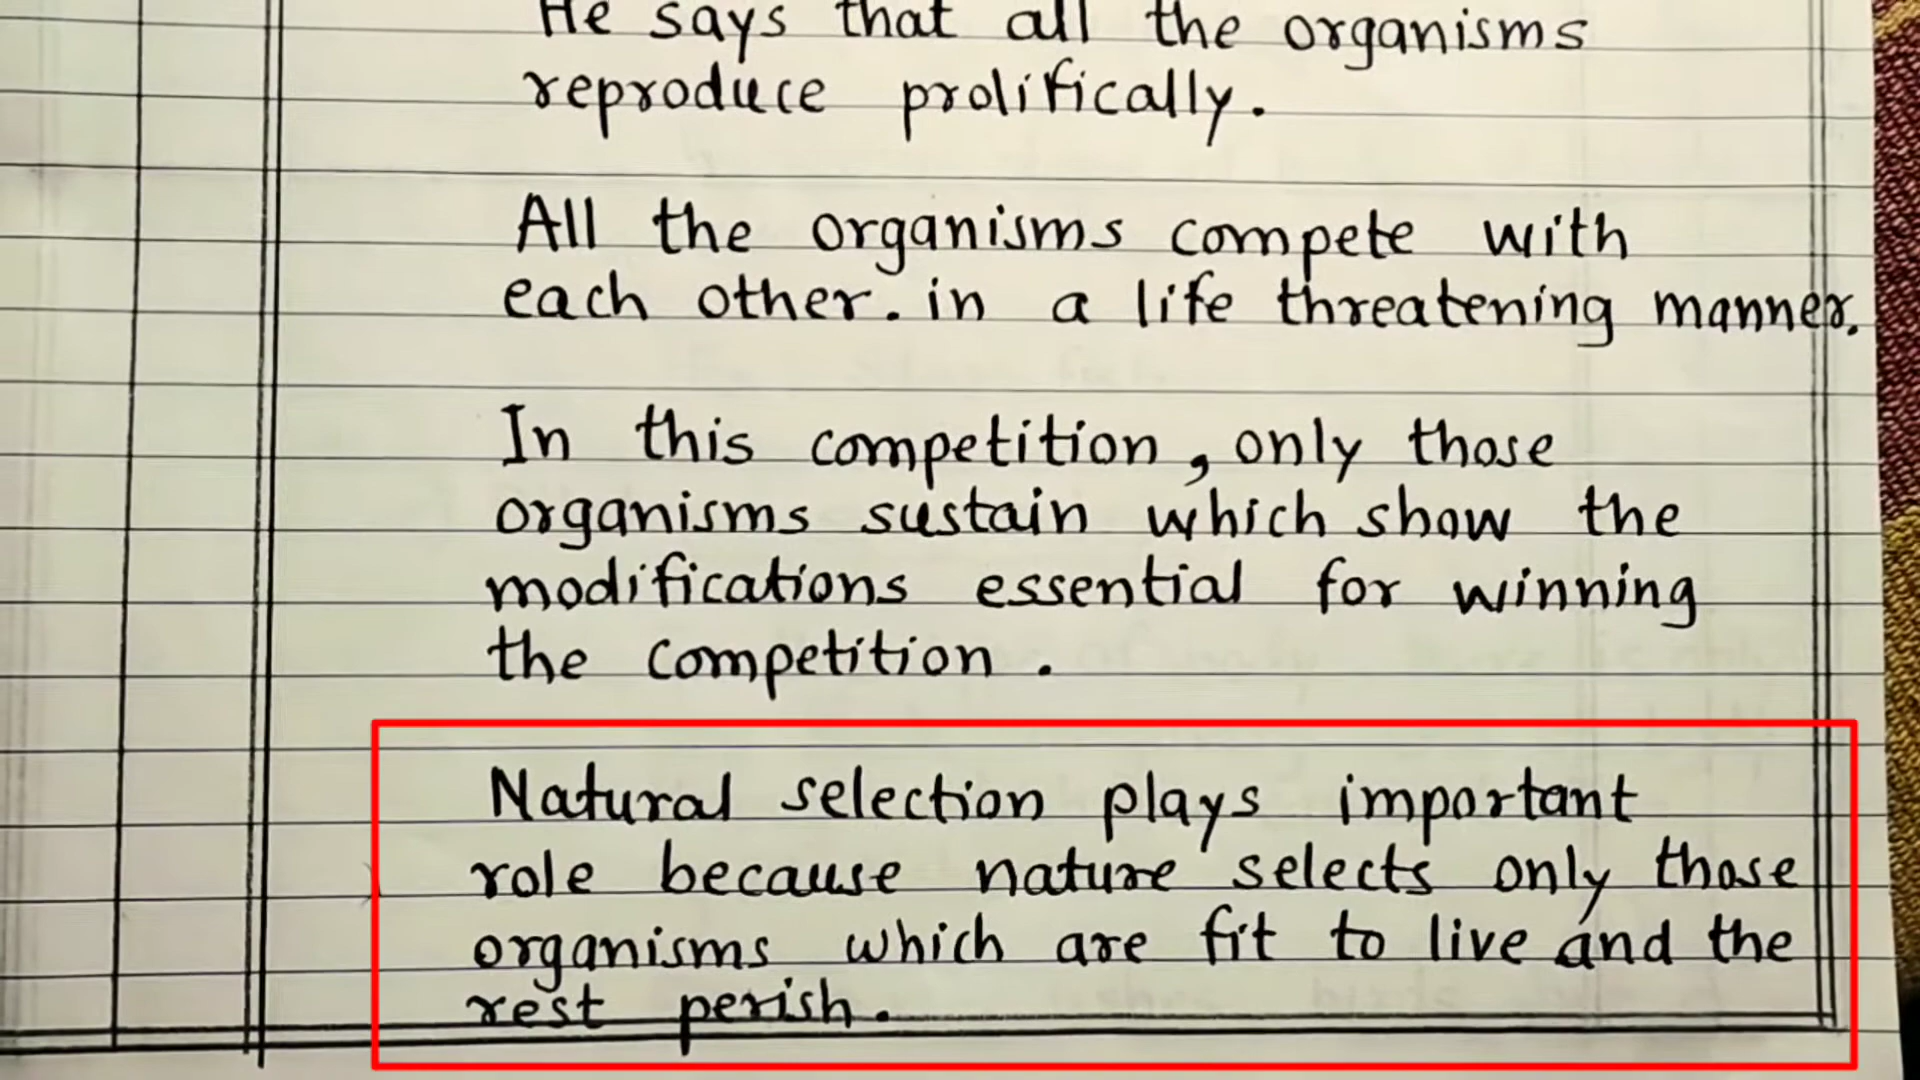 He says that all the organisms
reproduce prolifically.
All the organisms compete with
each other. in a life threatening manner.
In this competition, only those
organisms sustain which show the
modifications essential for winning
the competition.
Natural selection plays important
role because nature selects only those
organisms which are fit to live and the
rest perish.